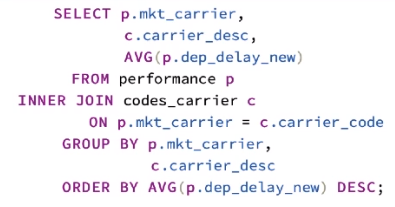 SELECT p.mkt_carrier,
c.carrier_desc,
AVG(p.dep_delay_new)
FROM performance p
INNER JOIN codes_carrier c
ON p.mkt_carrier = c.carrier_code
GROUP BY p.mkt_carrier,
c.carrier_desc
ORDER BY AVG(p.dep_delay_new) DESC;